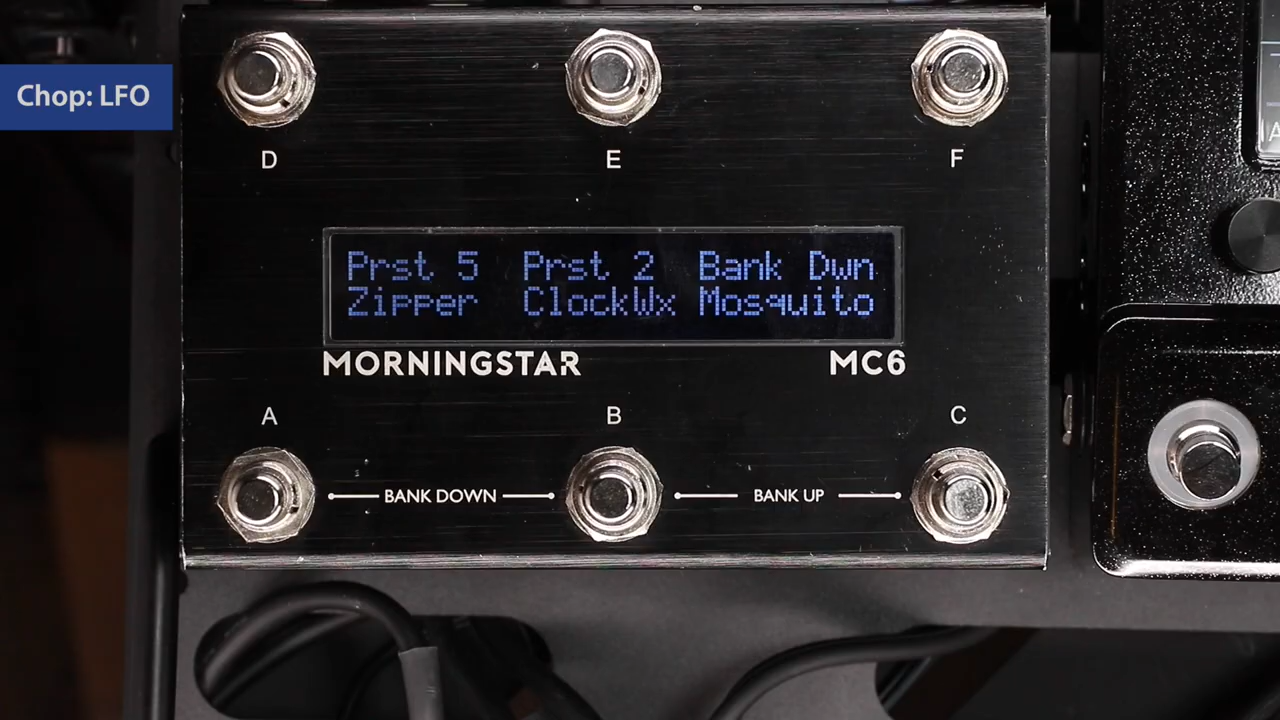 Chop: LFO
D E F
Prst 5 Prst 2 Bank Dwn
Zipper ClockWx Mosquito
MORNINGSTAR MC6
A B C
BANK DOWN BANK UP